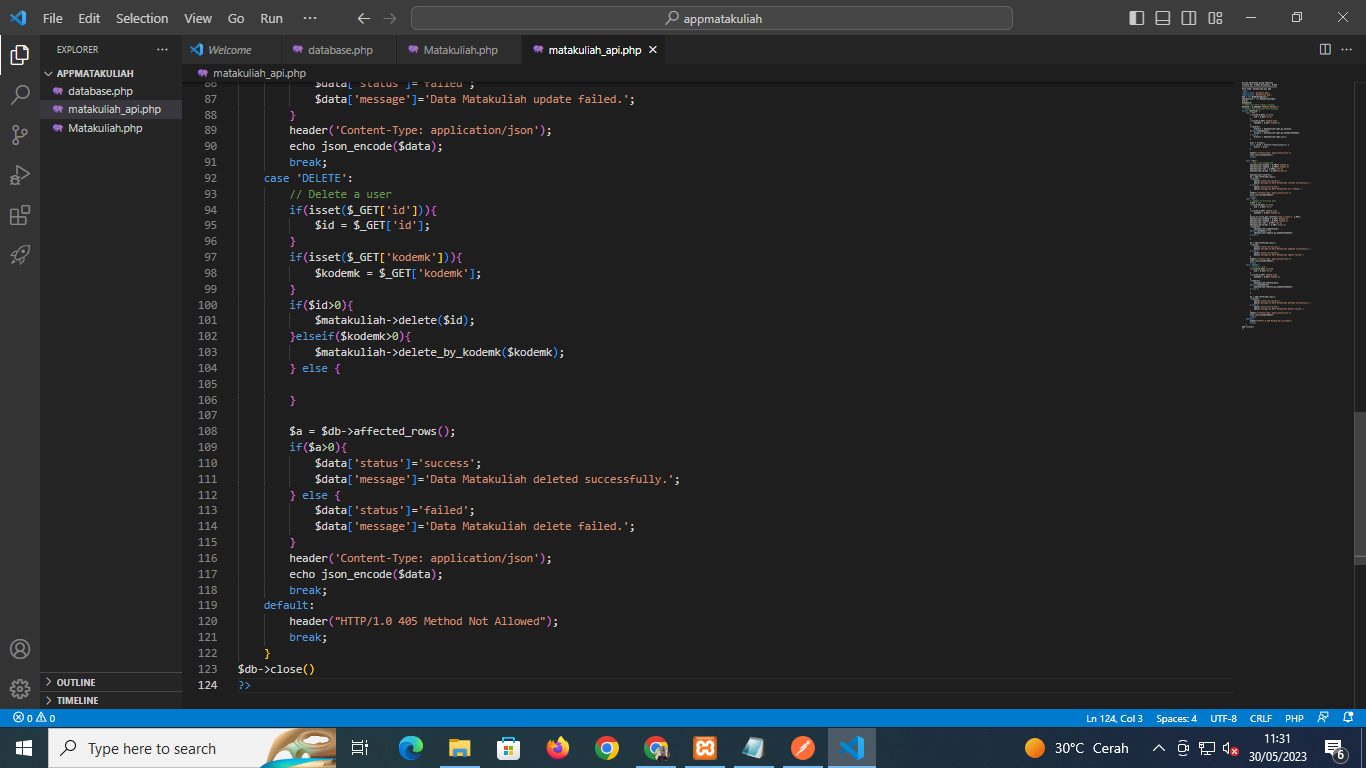 File Edit Selection View Go Run ··· appmatakuliah
EXPLORER ···
APPMATAKULIAH
database.php
matakuliah_api.php
Matakuliah.php
OUTLINE
TIMELINE
Welcome database.php Matakuliah.php matakuliah_api.php
matakuliah_api.php
86 $data['status']='failed';
87 $data['message']='Data Matakuliah update failed.';
88 }
89 header('Content-Type: application/json');
90 echo json_encode($data);
91 break;
92 case 'DELETE':
93 // Delete a user
94 if(isset($_GET['id'])){
95 $id = $_GET['id'];
96 }
97 if(isset($_GET['kodemk'])){
98 $kodemk = $_GET['kodemk'];
99 }
100 if($id>0){
101 $matakuliah->delete($id);
102 }elseif($kodemk>0){
103 $matakuliah->delete_by_kodemk($kodemk);
104 } else {
105
106 }
107
108 $a = $db->affected_rows();
109 if($a>0){
110 $data['status']='success';
111 $data['message']='Data Matakuliah deleted successfully.';
112 } else {
113 $data['status']='failed';
114 $data['message']='Data Matakuliah delete failed.';
115 }
116 header('Content-Type: application/json');
117 echo json_encode($data);
118 break;
119 default:
120 header("HTTP/1.0 405 Method Not Allowed");
121 break;
122 }
123 $db->close()
124 ?>
0 0 Ln 124, Col 3 Spaces: 4 UTF-8 CRLF PHP
Type here to search 30°C Cerah 11:31
30/05/2023 6